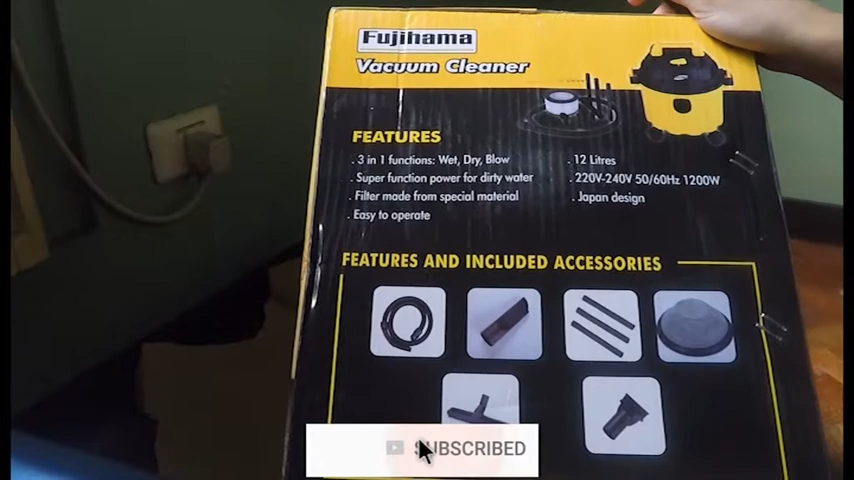 Fujihama
Vacuum Cleaner
FEATURES
. 3 in 1 functions: Wet, Dry, Blow
. Super function power for dirty water
. Filter made from special material
. Easy to operate
. 12 Litres
. 220V-240V 50/60Hz 1200W
. Japan design
FEATURES AND INCLUDED ACCESSORIES
SUBSCRIBED